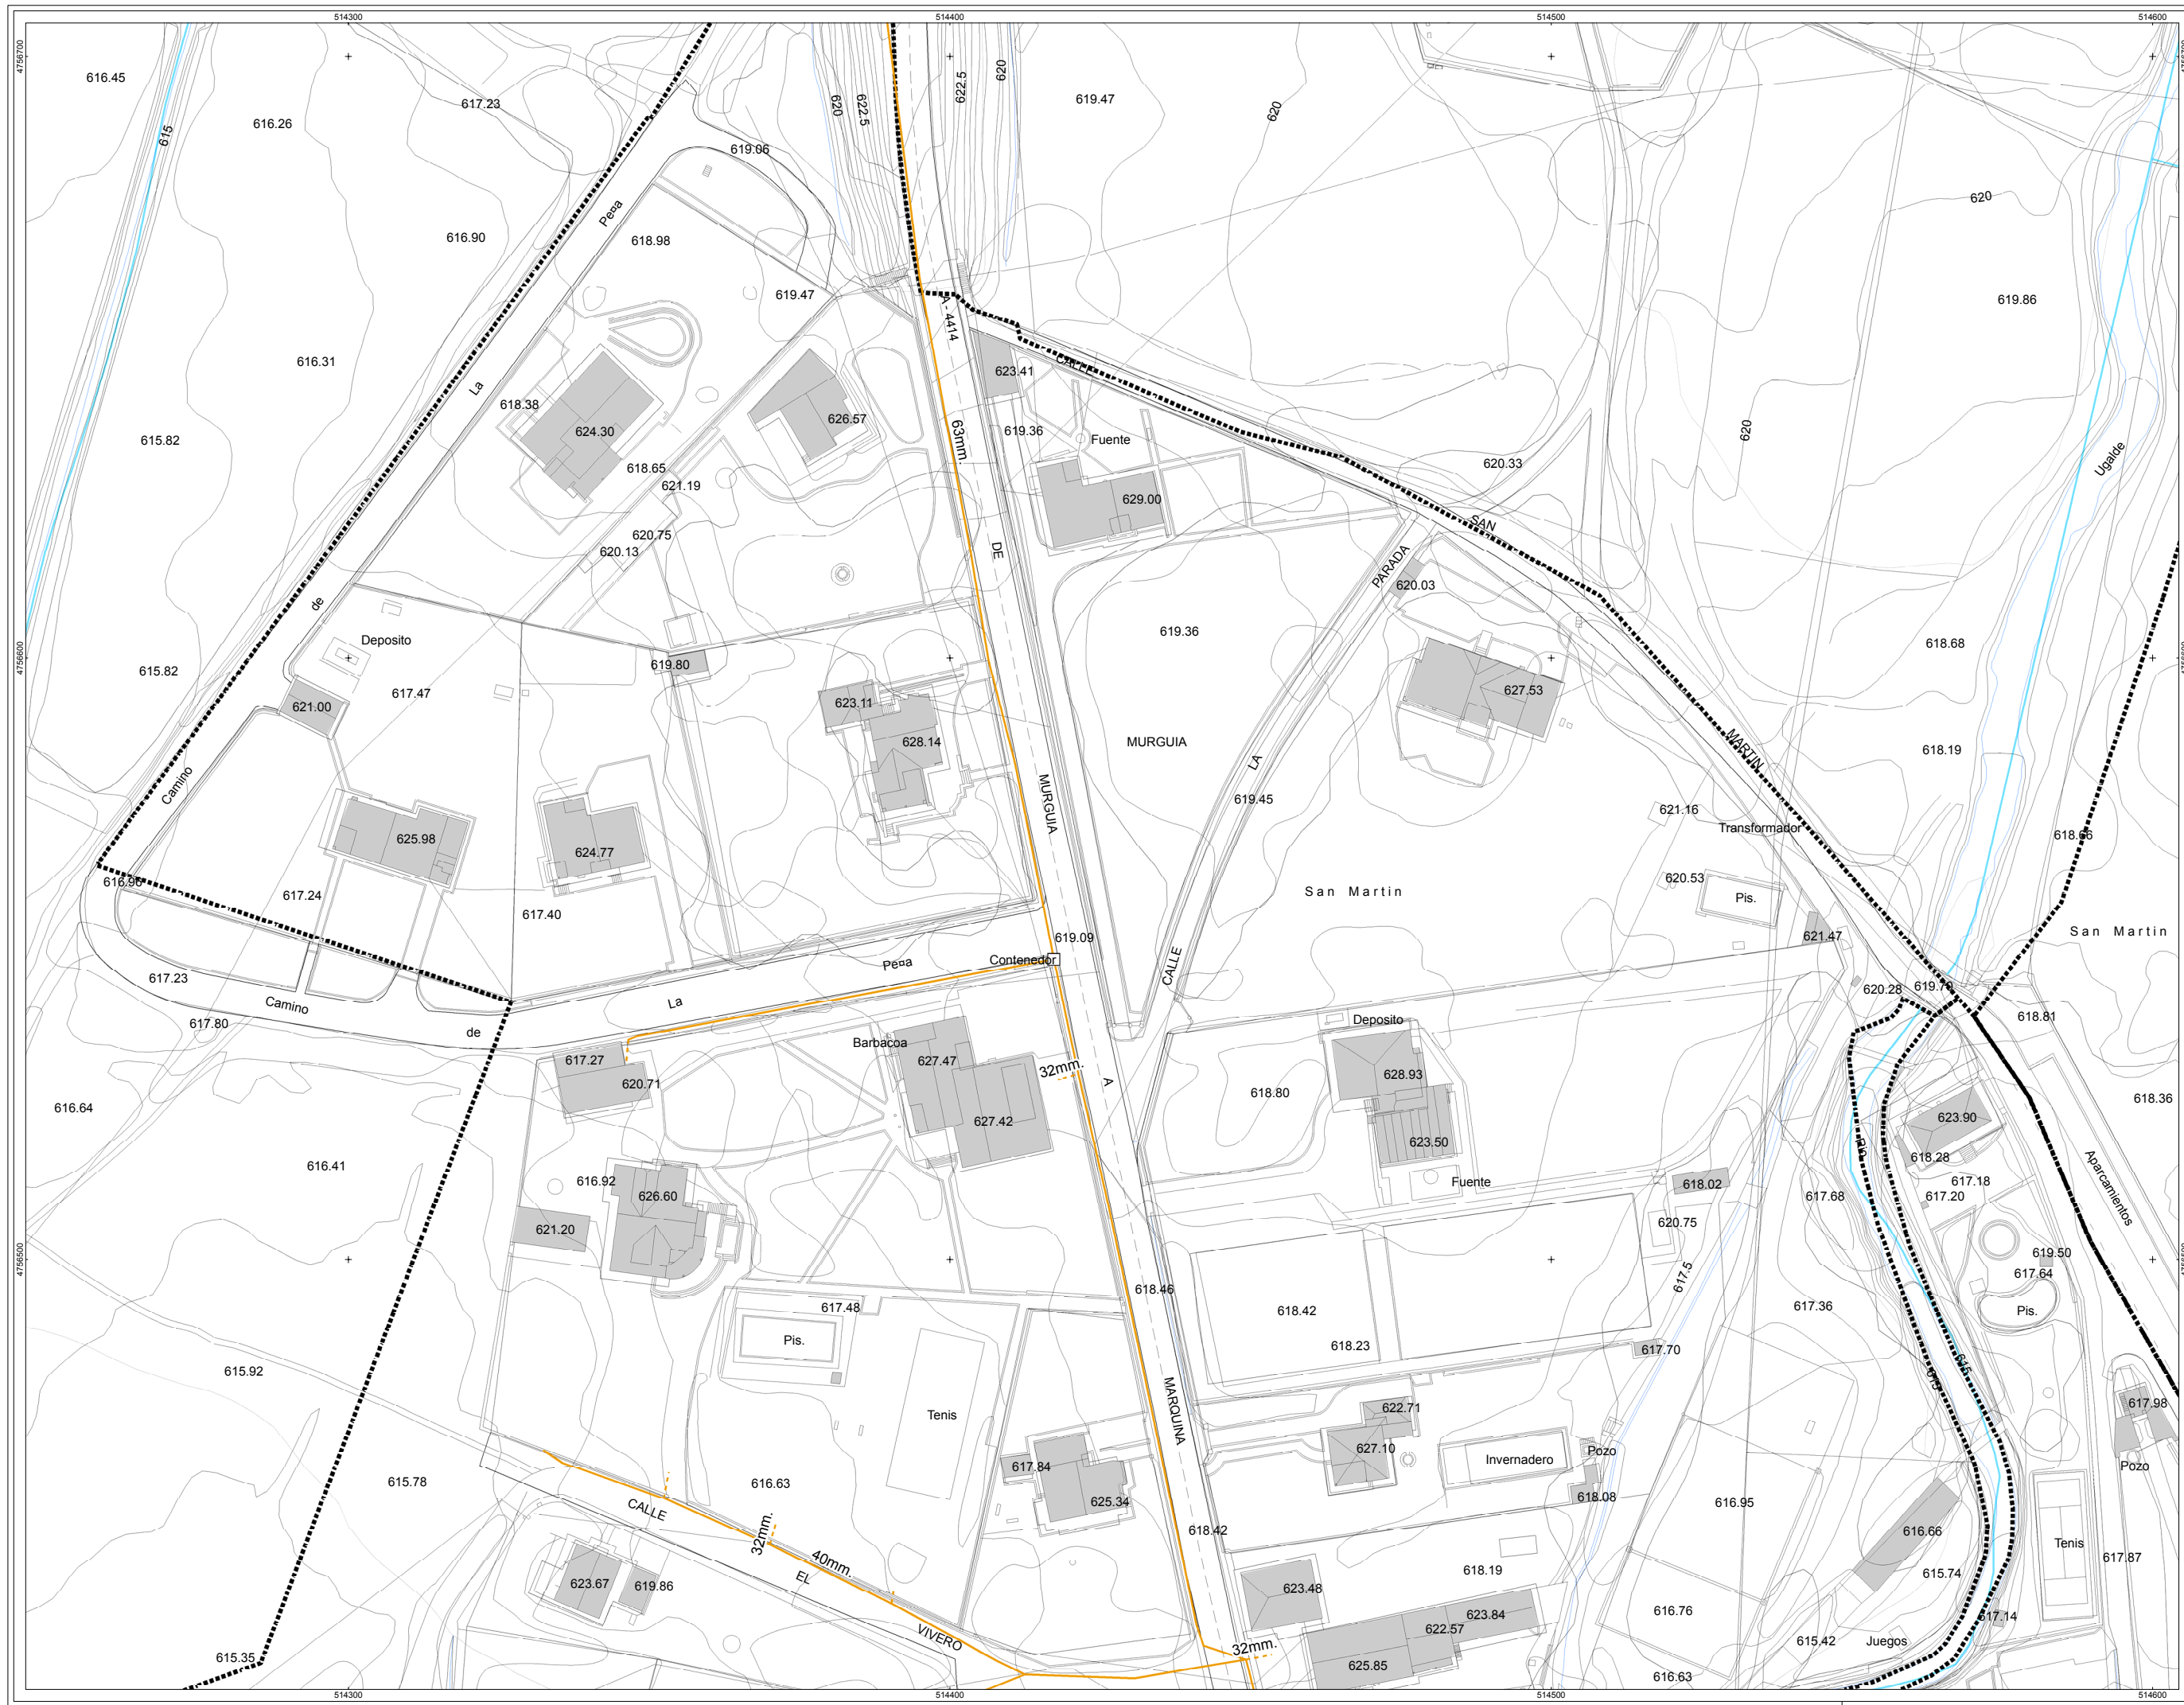 514300
514400
514500
514600
4756700
616.45
617.23
622.5
620
619.47
620
620
622.5
616.26
615
619.06
620
616.90
Peña
618.98
619.47
619.86
A - 4414
616.31
La
618.38
624.30
626.57
623.41
CALLE
615.82
63mm.
619.36
Fuente
620
Ugalde
618.65
621.19
620.33
629.00
620.75
620.13
DE
SAN
PARADA
620.03
de
Deposito
619.36
618.68
4756600
615.82
619.80
617.47
621.00
623.11
627.53
628.14
MURGUIA
618.19
MARTIN
LA
Camino
MURGUIA
619.45
621.16
Transformador
618.66
625.98
624.77
616.96
617.24
617.40
San Martin
620.53
Pis.
619.09
621.47
San Martin
Peña
Contenedor
CALLE
617.23
Camino
La
620.28
619.79
617.80
de
Deposito
618.81
Barbacoa
617.27
627.47
620.71
32mm.
A
628.93
618.80
618.36
616.64
627.42
623.50
623.90
616.41
Rio
618.28
616.92
626.60
Fuente
618.02
617.68
617.18
617.20
Aparcamientos
621.20
620.75
4756500
619.50
617.64
617.5
618.46
617.48
618.42
617.36
Pis.
Pis.
618.23
617.70
615.92
615
615
Tenis
MARQUINA
622.71
617.98
627.10
Invernadero
Pozo
Pozo
615.78
616.63
617.84
625.34
618.08
616.95
CALLE
32mm.
618.42
616.66
40mm.
Tenis
617.87
EL
618.19
615.74
623.67
619.86
623.48
623.84
616.76
617.14
622.57
615.42
Juegos
VIVERO
32mm.
615.35
625.85
616.63
514300
514400
514500
514600